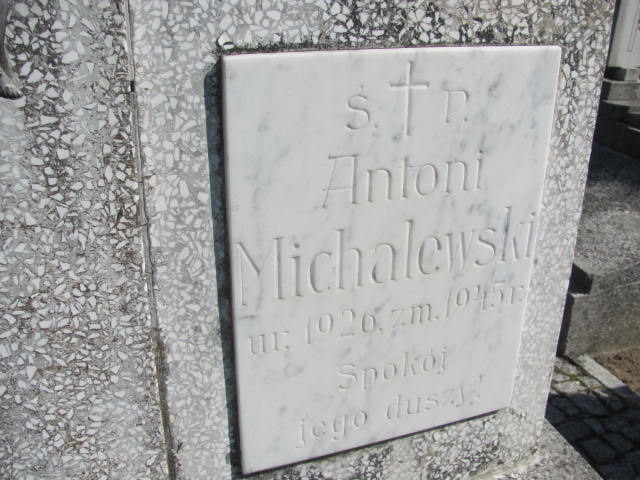 Ś. P.
Antoni
Michalewski
ur. 1926, zm. 1945 r.
Spokój
jego duszy!